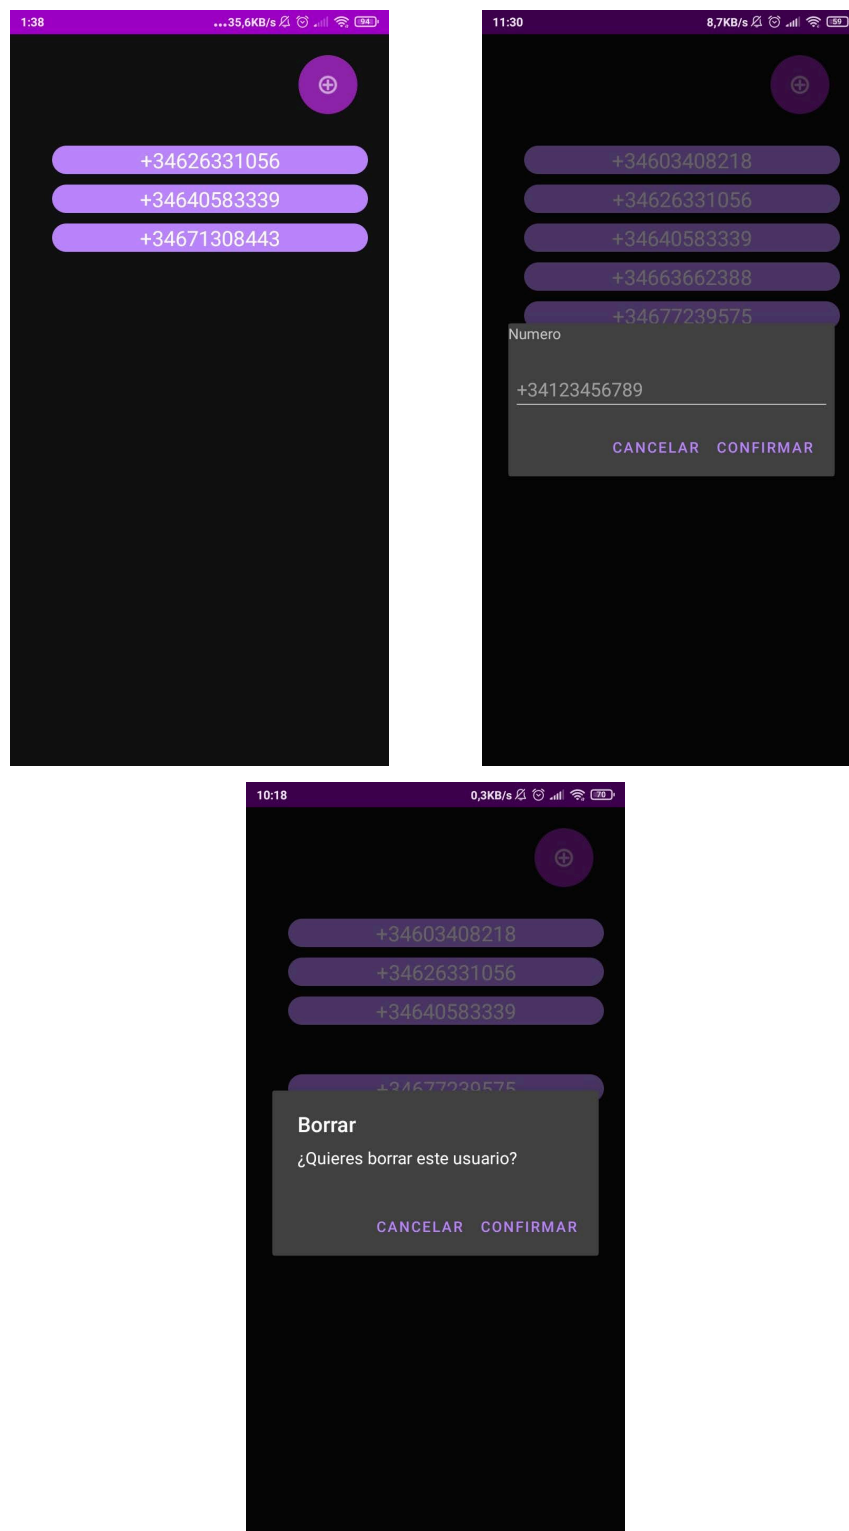 1:38
...35,6KB/s
94
+34626331056
+34640583339
+34671308443
11:30
8,7KB/s
59
+34603408218
+34626331056
+34640583339
+34663662388
+34677239575
Numero
+34123456789
CANCELAR CONFIRMAR
10:18
0,3KB/s
70
+34603408218
+34626331056
+34640583339
+34677239575
Borrar
¿Quieres borrar este usuario?
CANCELAR CONFIRMAR